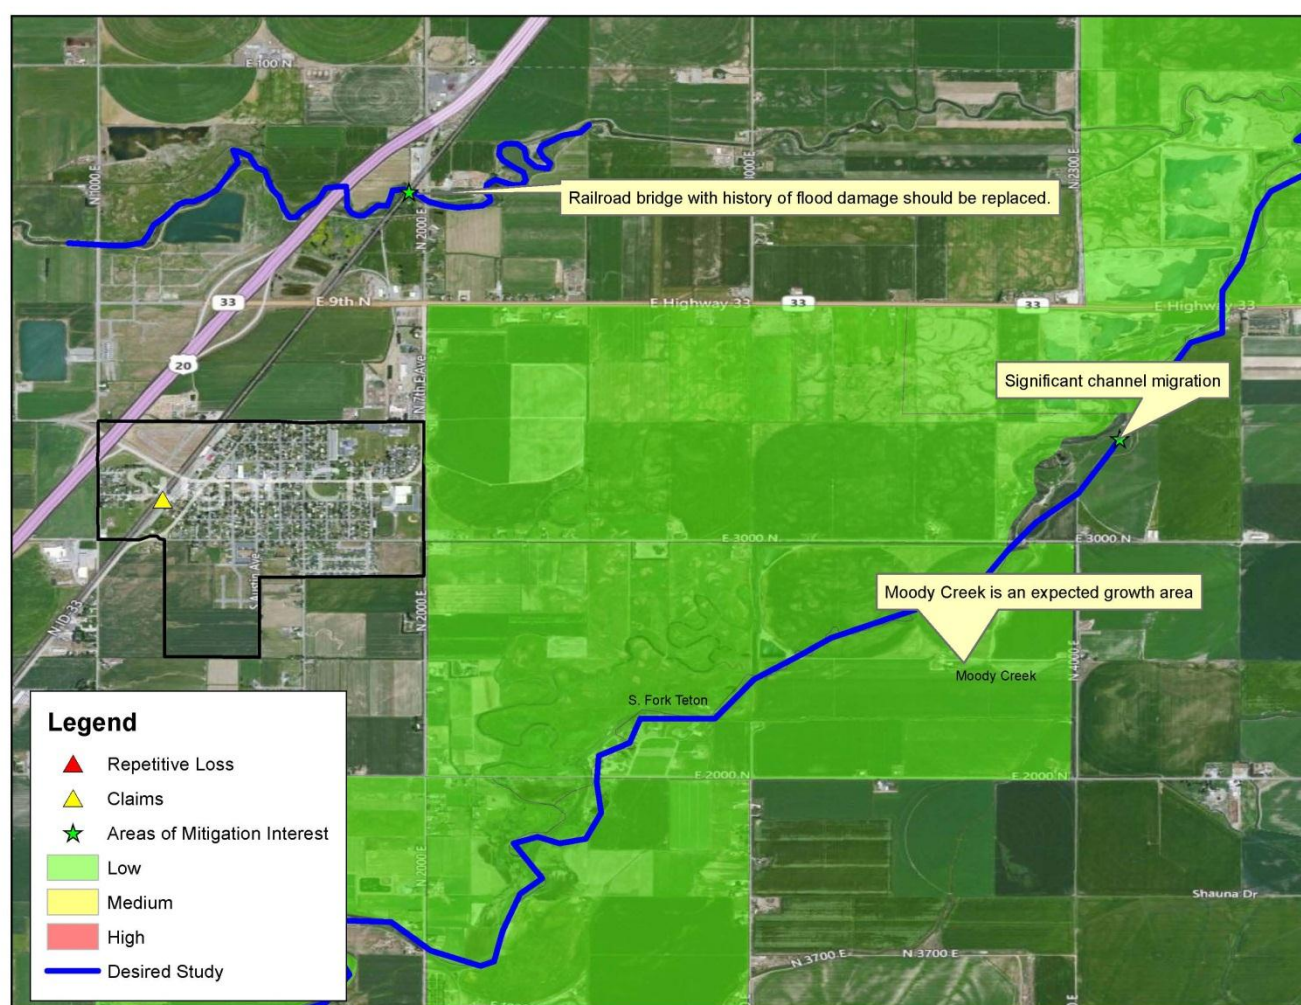 E 100 N
N 1000 E
N 2300 E
Railroad bridge with history of flood damage should be replaced.
N 2000 E
33
E 9th N
E Highway 33
33
33
E Highway 33
20
Significant channel migration
N 7th E Ave
Sugar City
E 3000 N
E 3000 N
S Austin Ave
N ID 33
N 2000 E
Moody Creek is an expected growth area
Moody Creek
N 4000 E
S. Fork Teton
E 2000 N
E 2000 N
N 2000 E
Shauna Dr
N 3700 E
N 3700 E
Legend
Repetitive Loss
Claims
Areas of Mitigation Interest
Low
Medium
High
Desired Study